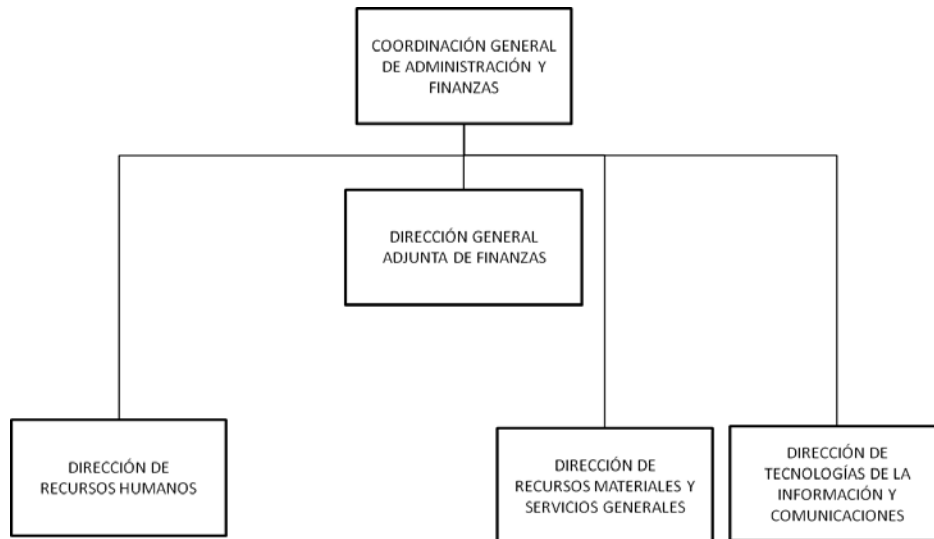 COORDINACIÓN GENERAL
DE ADMINISTRACIÓN Y
FINANZAS
DIRECCIÓN GENERAL
ADJUNTA DE FINANZAS
DIRECCIÓN DE
RECURSOS HUMANOS
DIRECCIÓN DE
RECURSOS MATERIALES Y
SERVICIOS GENERALES
DIRECCIÓN DE
TECNOLOGÍAS DE LA
INFORMACIÓN Y
COMUNICACIONES